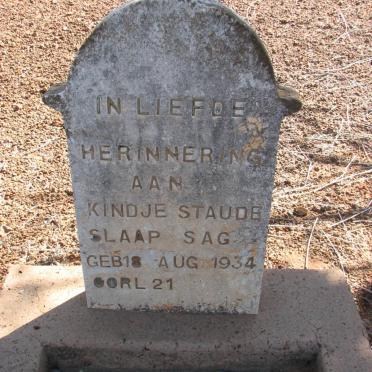 IN LIEFDE
HERINNERING
AAN
KINDJE STAUDE
SLAAP SAG
GEB 18 AUG 1934
OORL 21